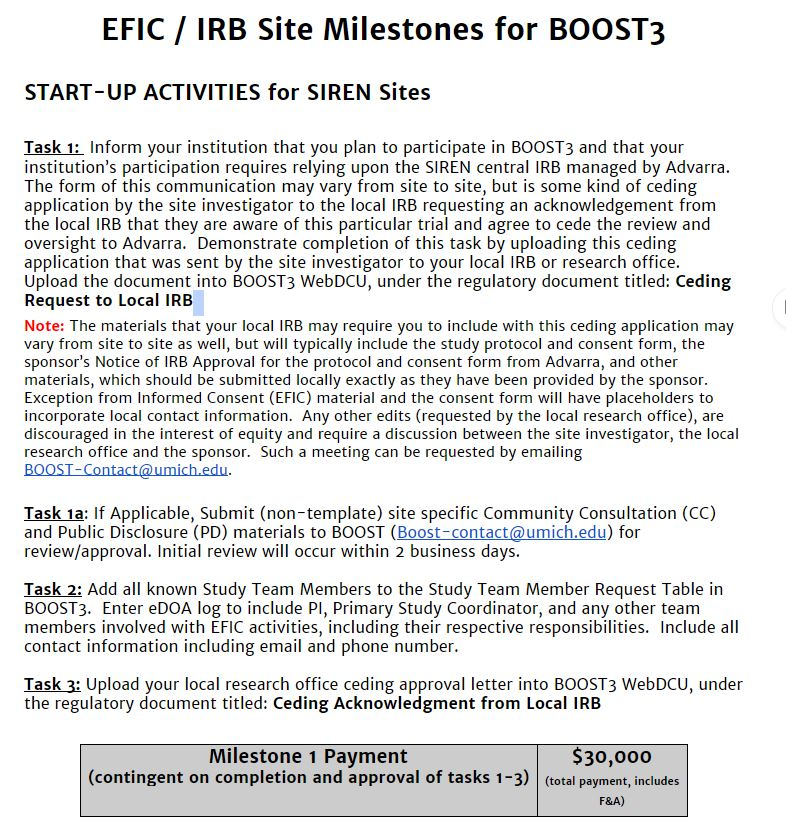 EFIC / IRB Site Milestones for BOOST3
START-UP ACTIVITIES for SIREN Sites
Task 1:  Inform your institution that you plan to participate in BOOST3 and that your
institution's participation requires relying upon the SIREN central IRB managed by Advarra.
The form of this communication may vary from site to site, but is some kind of ceding
application by the site investigator to the local IRB requesting an acknowledgement from
the local IRB that they are aware of this particular trial and agree to cede the review and
oversight to Advarra.  Demonstrate completion of this task by uploading this ceding
application that was sent by the site investigator to your local IRB or research office.
Upload the document into BOOST3 WebDCU, under the regulatory document titled: Ceding
Request to Local IRB
Note: The materials that your local IRB may require you to include with this ceding application may
vary from site to site as well, but will typically include the study protocol and consent form, the
sponsor's Notice of IRB Approval for the protocol and consent form from Advarra, and other
materials, which should be submitted locally exactly as they have been provided by the sponsor.
Exception from Informed Consent (EFIC) material and the consent form will have placeholders to
incorporate local contact information.  Any other edits (requested by the local research office), are
discouraged in the interest of equity and require a discussion between the site investigator, the local
research office and the sponsor.  Such a meeting can be requested by emailing
BOOST-Contact@umich.edu.
Task 1a: If Applicable, Submit (non-template) site specific Community Consultation (CC)
and Public Disclosure (PD) materials to BOOST (Boost-contact@umich.edu) for
review/approval. Initial review will occur within 2 business days.
Task 2: Add all known Study Team Members to the Study Team Member Request Table in
BOOST3.  Enter eDOA log to include PI, Primary Study Coordinator, and any other team
members involved with EFIC activities, including their respective responsibilities.  Include all
contact information including email and phone number.
Task 3: Upload your local research office ceding approval letter into BOOST3 WebDCU, under
the regulatory document titled: Ceding Acknowledgment from Local IRB
Milestone 1 Payment
(contingent on completion and approval of tasks 1-3)
$30,000
(total payment, includes
F&A)